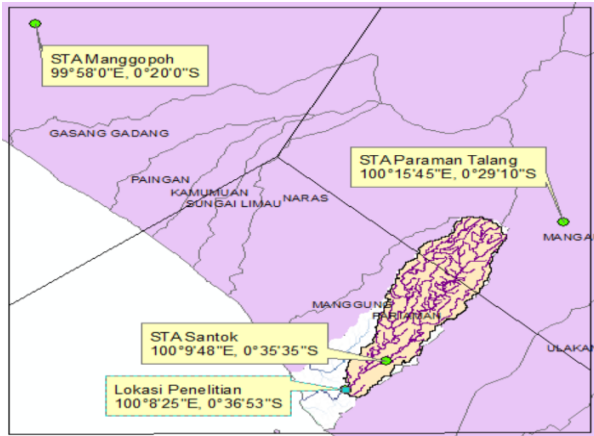 STA Manggopoh
99°58'0"E, 0°20'0"S
GASANG GADANG
STA Paraman Talang
100°15'45"E, 0°29'10"S
PAINGAN
KAMUMUAN
SUNGAI LIMAU
NARAS
MANGGUNG
PARIAMAN
STA Santok
100°9'48"E, 0°35'35"S
ULAKAN
Lokasi Penelitian
100°8'25"E, 0°36'53"S